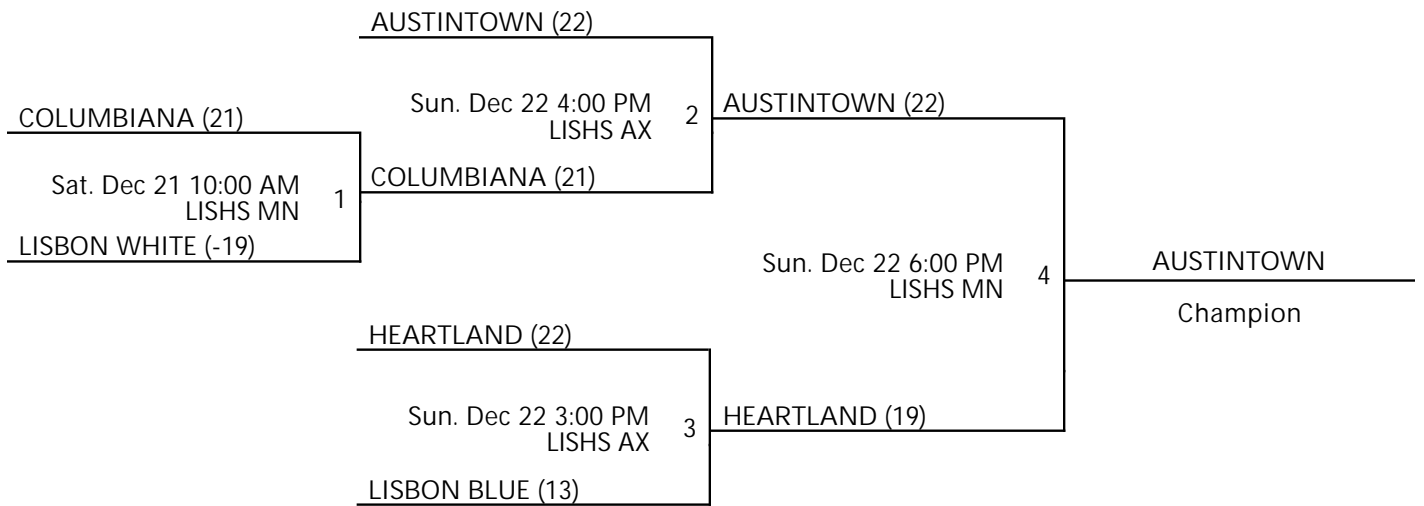 AUSTINTOWN (22)
Sun. Dec 22 4:00 PM
LISHS AX
2
AUSTINTOWN (22)
COLUMBIANA (21)
Sat. Dec 21 10:00 AM
LISHS MN
1
COLUMBIANA (21)
LISBON WHITE (-19)
Sun. Dec 22 6:00 PM
LISHS MN
4
AUSTINTOWN
Champion
HEARTLAND (22)
Sun. Dec 22 3:00 PM
LISHS AX
3
HEARTLAND (19)
LISBON BLUE (13)